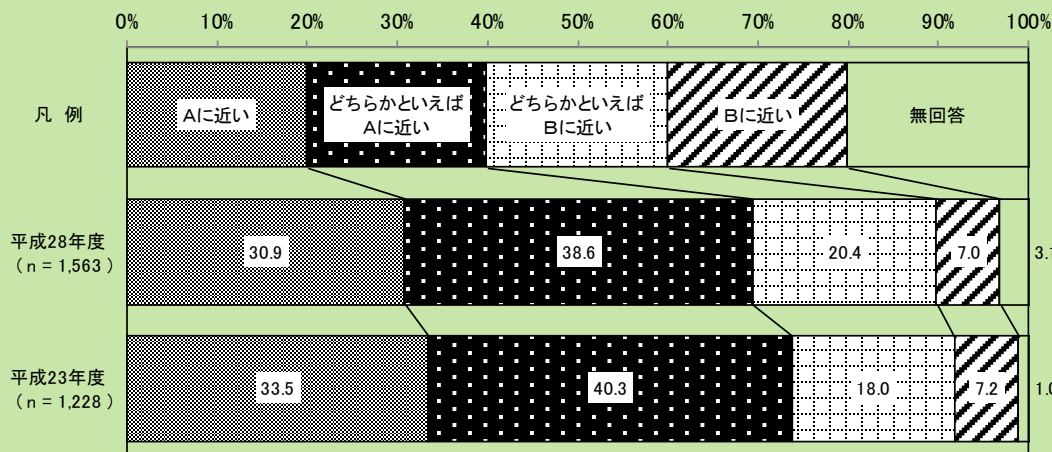 0% 10% 20% 30% 40% 50% 60% 70% 80% 90% 100%
凡 例
Aに近い
どちらかといえば
Aに近い
どちらかといえば
Bに近い
Bに近い
無回答
平成28年度
（n = 1,563 ）
30.9 38.6 20.4 7.0
平成23年度
（n = 1,228 ）
33.5 40.3 18.0 7.2 1.0